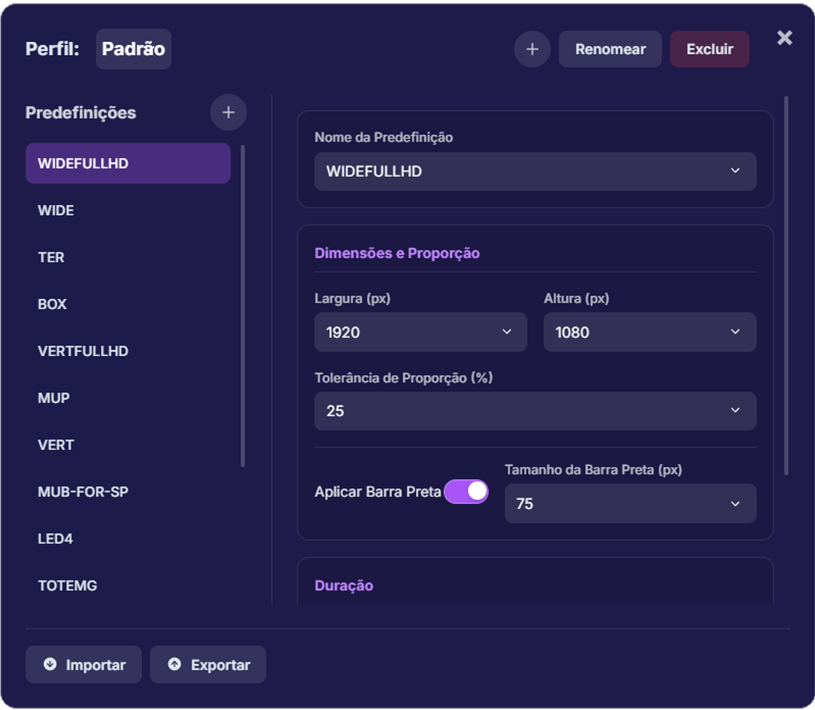 Perfil: Padrão
+ Renomear Excluir ×
Predefinições +
WIDEFULLHD
WIDE
TER
BOX
VERTFULLHD
MUP
VERT
MUB-FOR-SP
LED4
TOTEMG
Nome da Predefinição
WIDEFULLHD
Dimensões e Proporção
Largura (px) Altura (px)
1920 1080
Tolerância de Proporção (%)
25
Aplicar Barra Preta
Tamanho da Barra Preta (px)
75
Duração
Importar Exportar